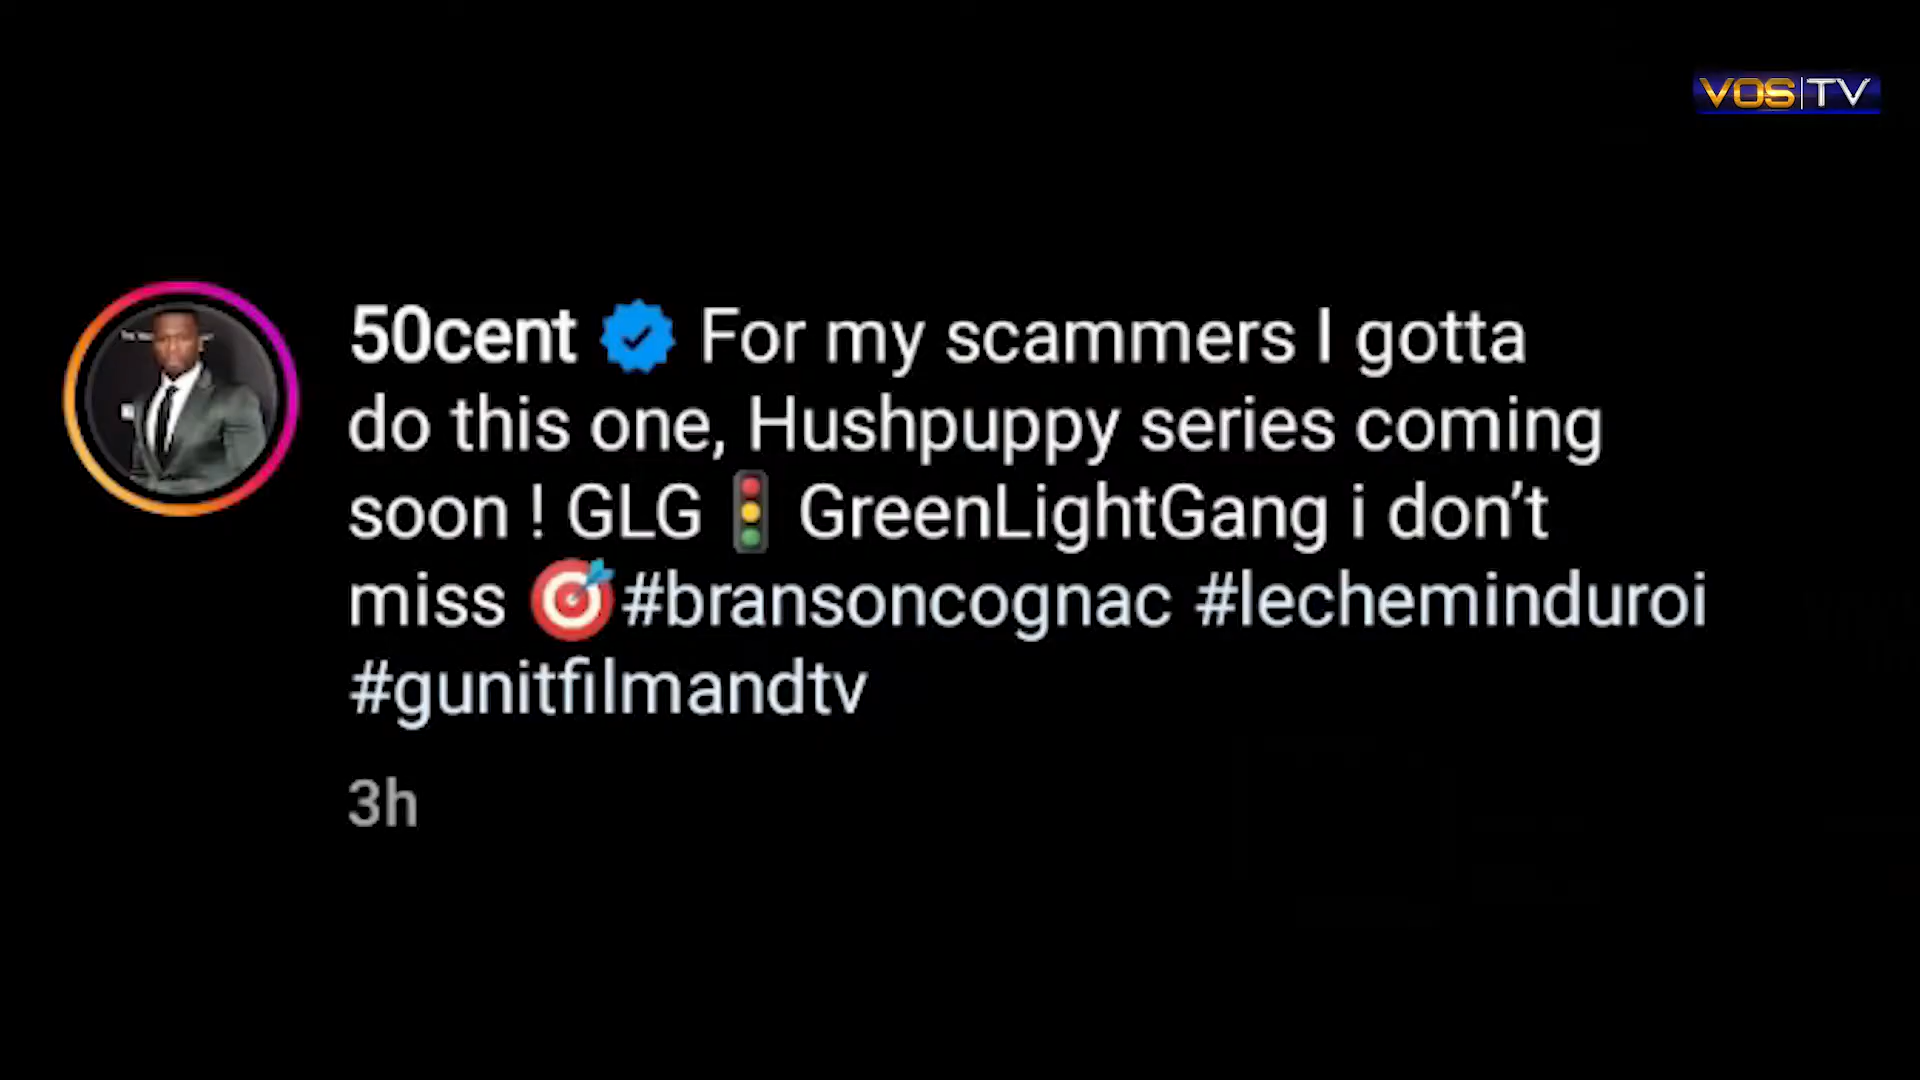 VOS|TV
50cent For my scammers I gotta
do this one, Hushpuppy series coming
soon ! GLG 🚦 GreenLightGang i don’t
miss 🎯#bransoncognac #lecheminduroi
#gunitfilmandtv
3h